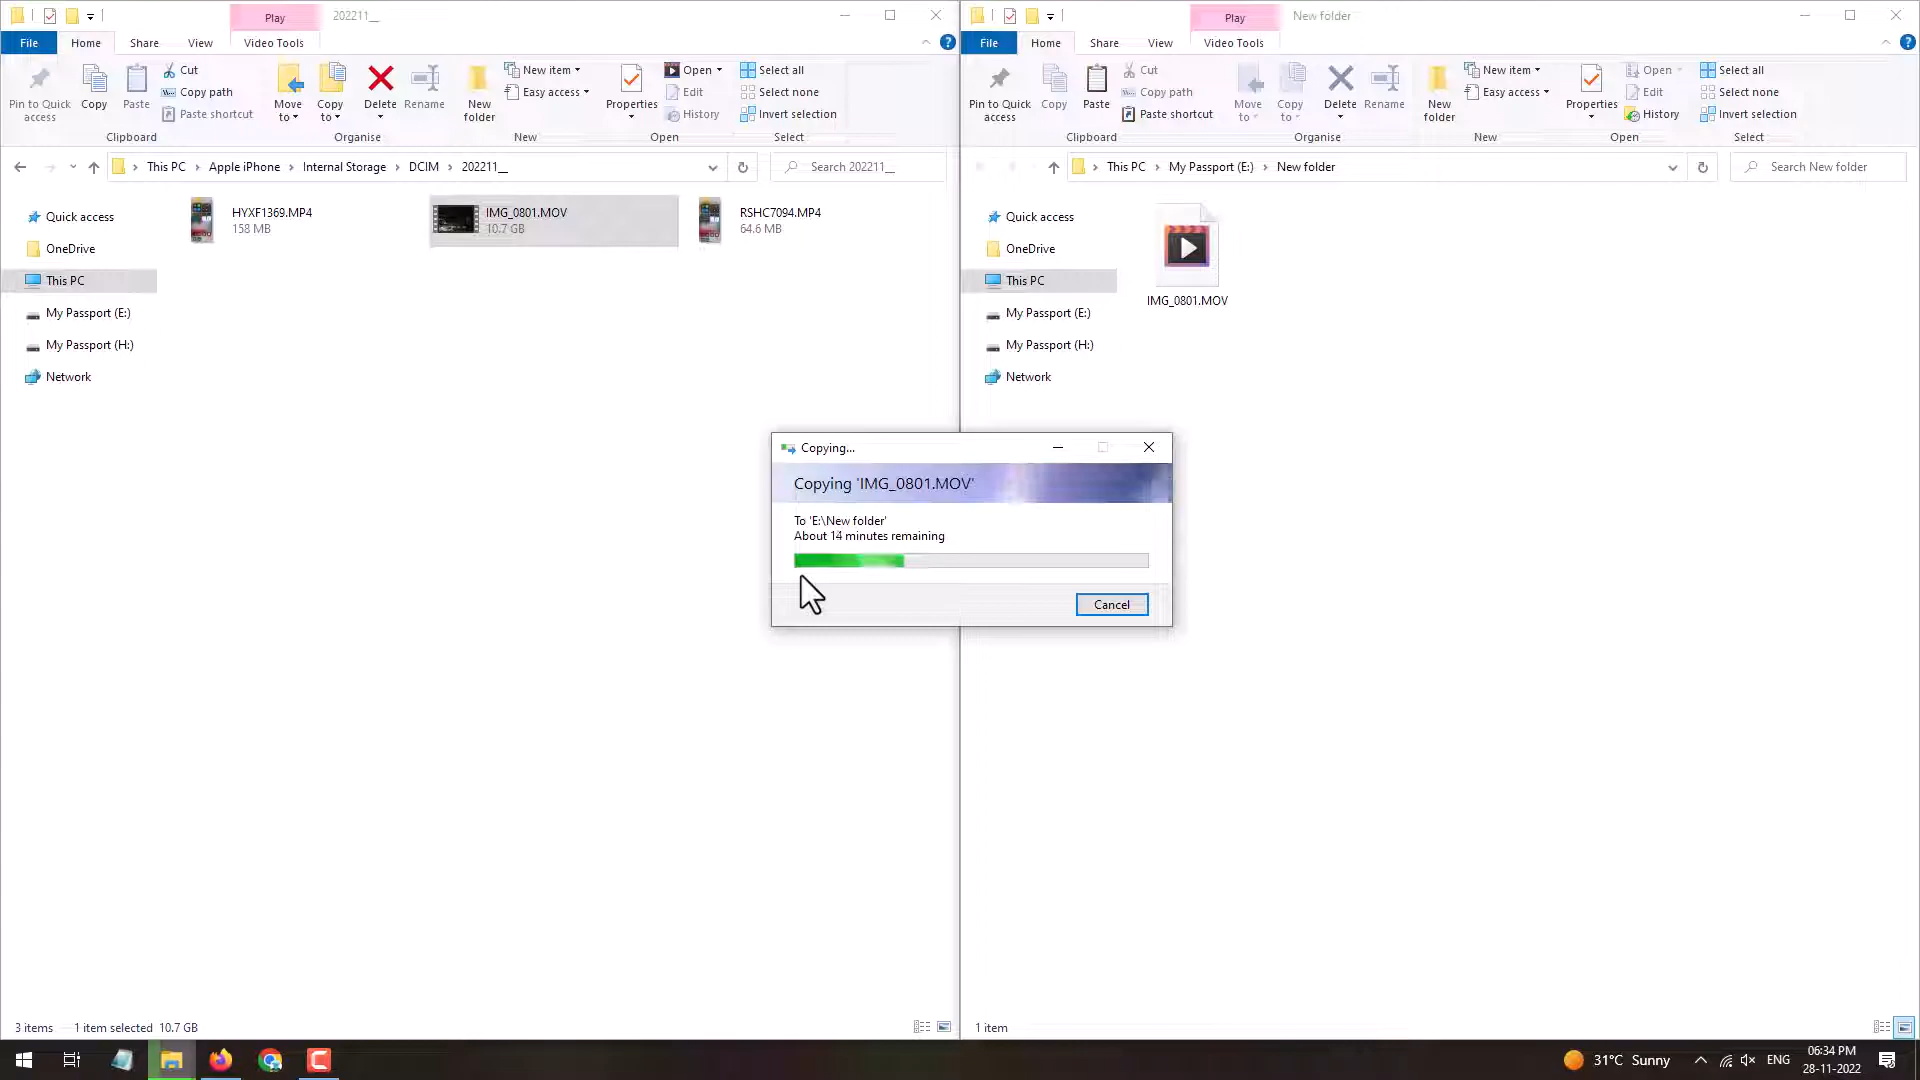 Play 202211__
File Home Share View Video Tools
Pin to Quick access
Copy
Paste
Cut
Copy path
Paste shortcut
Clipboard
Move to
Copy to
Delete
Rename
Organise
New folder
New item
Easy access
New
Properties
Open
Edit
History
Open
Select all
Select none
Invert selection
Select
This PC Apple iPhone Internal Storage DCIM 202211__
Search 202211__
Quick access
OneDrive
This PC
My Passport (E:)
My Passport (H:)
Network
HYXF1369.MP4
158 MB
IMG_0801.MOV
10.7 GB
RSHC7094.MP4
64.6 MB
3 items 1 item selected 10.7 GB
Play New folder
File Home Share View Video Tools
Pin to Quick access
Copy
Paste
Cut
Copy path
Paste shortcut
Clipboard
Move to
Copy to
Delete
Rename
Organise
New folder
New item
Easy access
New
Properties
Open
Edit
History
Open
Select all
Select none
Invert selection
Select
This PC My Passport (E:) New folder
Search New folder
Quick access
OneDrive
This PC
My Passport (E:)
My Passport (H:)
Network
IMG_0801.MOV
1 item
Copying...
Copying 'IMG_0801.MOV'
To 'E:\New folder'
About 14 minutes remaining
Cancel
31°C Sunny
ENG
06:34 PM
28-11-2022